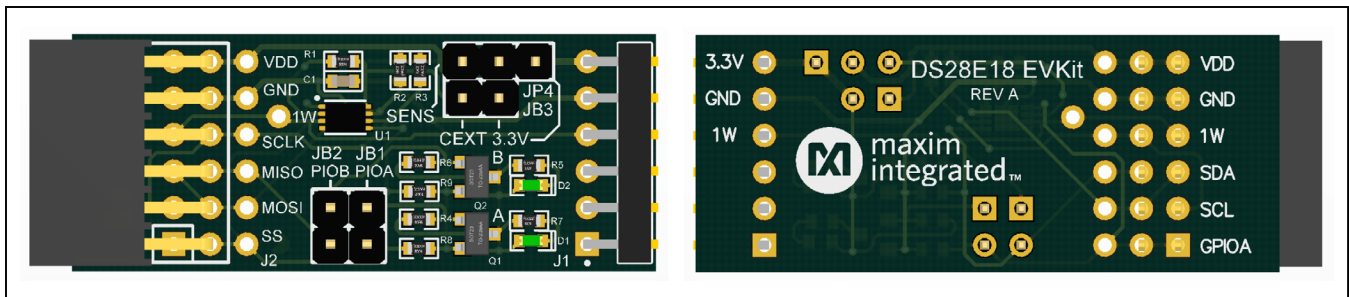 VDD
R1
GND
C1
1W
SCLK
U1
MISO
MOSI
SS
J2
R2
R3
SENS
JP4
JB3
CEXT 3.3V
JB2
JB1
PIOB
PIOA
R6
B
R5
R9
D2
Q2
R4
A
R7
R8
D1
Q1
J1
3.3V
GND
1W
DS28E18 EVKit
REV A
maxim
integrated™
VDD
GND
1W
SDA
SCL
GPIOA